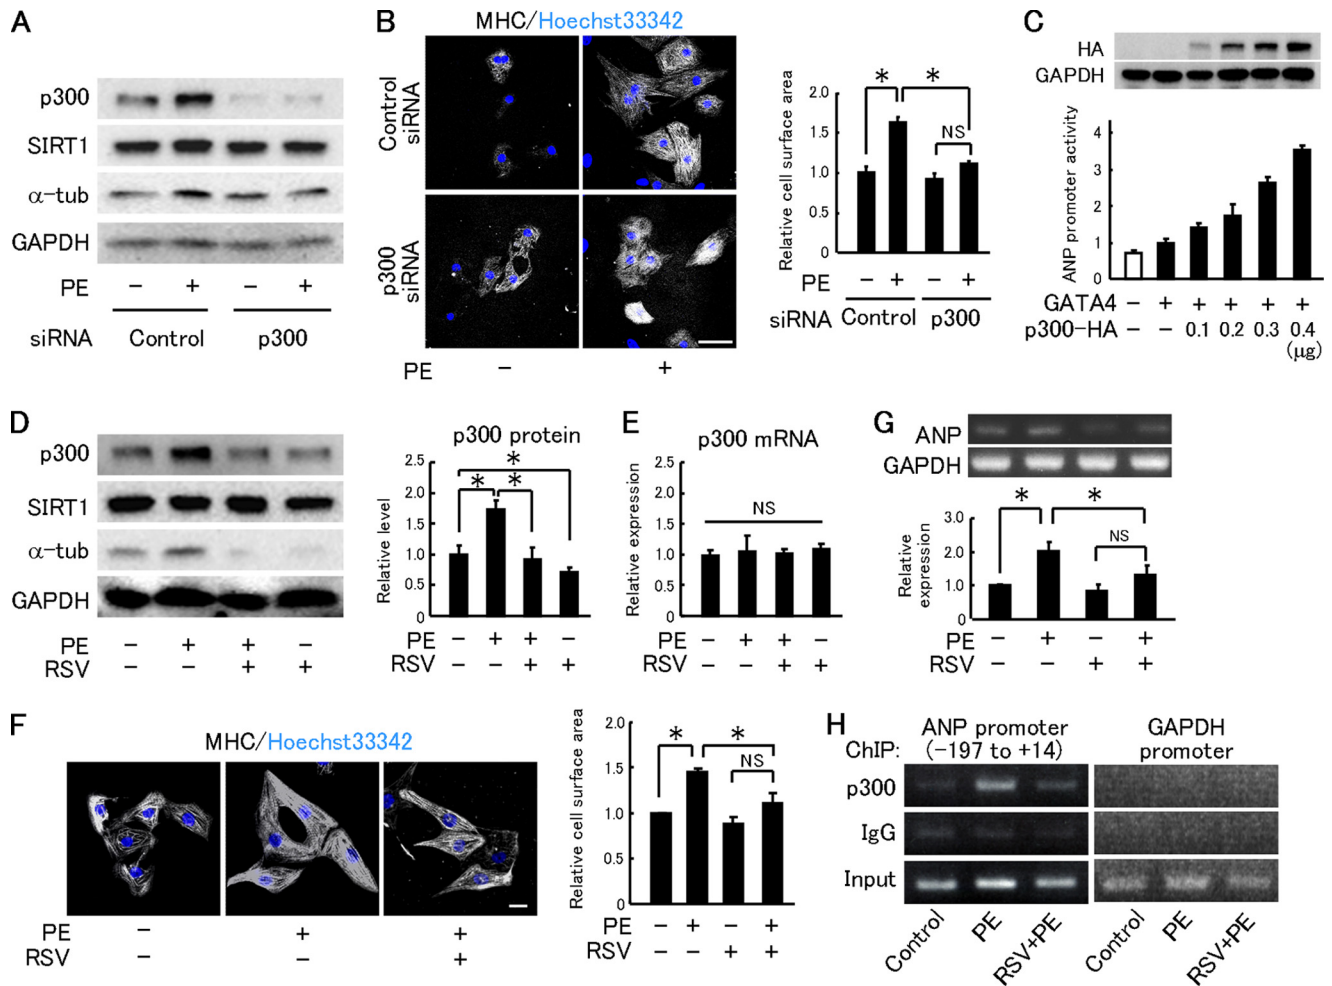 A
p300
SIRT1
α-tub
GAPDH
PE − + − +
siRNA Control p300
B
MHC/Hoechst33342
Control siRNA
p300 siRNA
PE − +
Relative cell surface area
2.0
1.5
1.0
0.5
0
* *
NS
PE − + − +
siRNA Control p300
C
HA
GAPDH
ANP promoter activity
4
3
2
1
0
GATA4 − + + + + +
p300-HA − − 0.1 0.2 0.3 0.4
(μg)
D
p300
SIRT1
α-tub
GAPDH
PE − + + −
RSV − − + +
p300 protein
Relative level
2.5
2.0
1.5
1.0
0.5
0
*
* *
PE − + + −
RSV − − + +
E
p300 mRNA
Relative expression
2.5
2.0
1.5
1.0
0.5
0
NS
PE − + + −
RSV − − + +
G
ANP
GAPDH
Relative
expression
3.0
2.0
1.0
0
* *
NS
PE − + − +
RSV − − + +
F
MHC/Hoechst33342
PE − + +
RSV − − +
Relative cell surface area
2.0
1.5
1.0
0.5
0
* *
NS
PE − + − +
RSV − − + +
H
ChIP:
ANP promoter
(−197 to +14)
GAPDH
promoter
p300
IgG
Input
Control PE RSV+PE Control PE RSV+PE